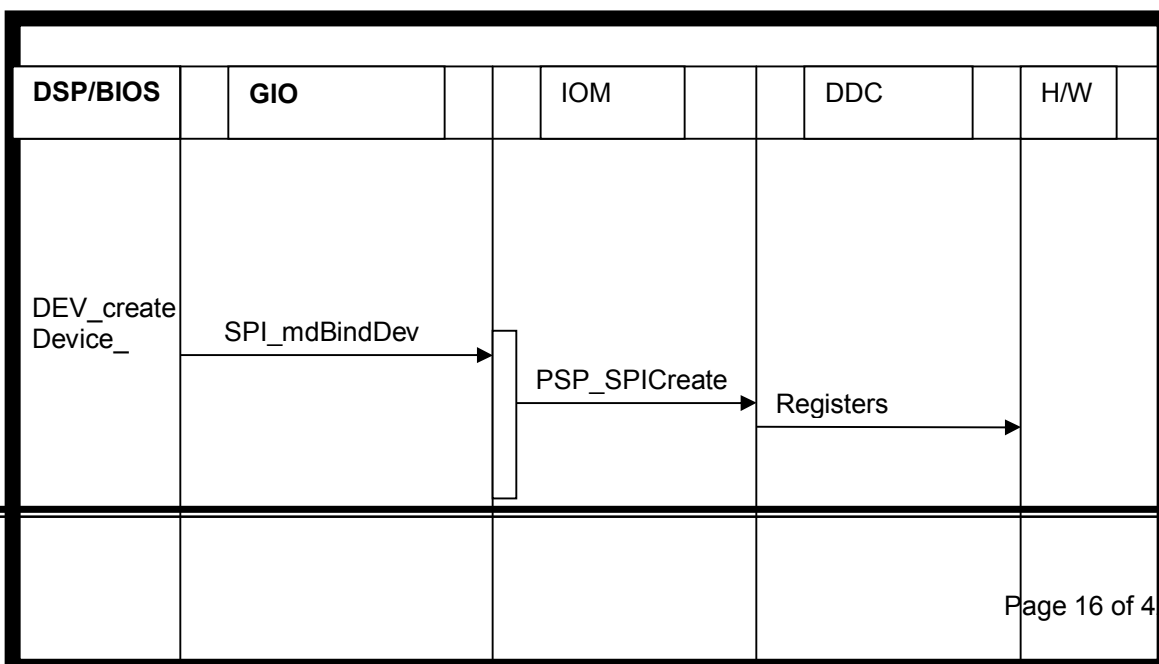 DSP/BIOS GIO IOM DDC H/W
DEV_create
Device_
SPI_mdBindDev
PSP_SPICreate
Registers
Page 16 of 4